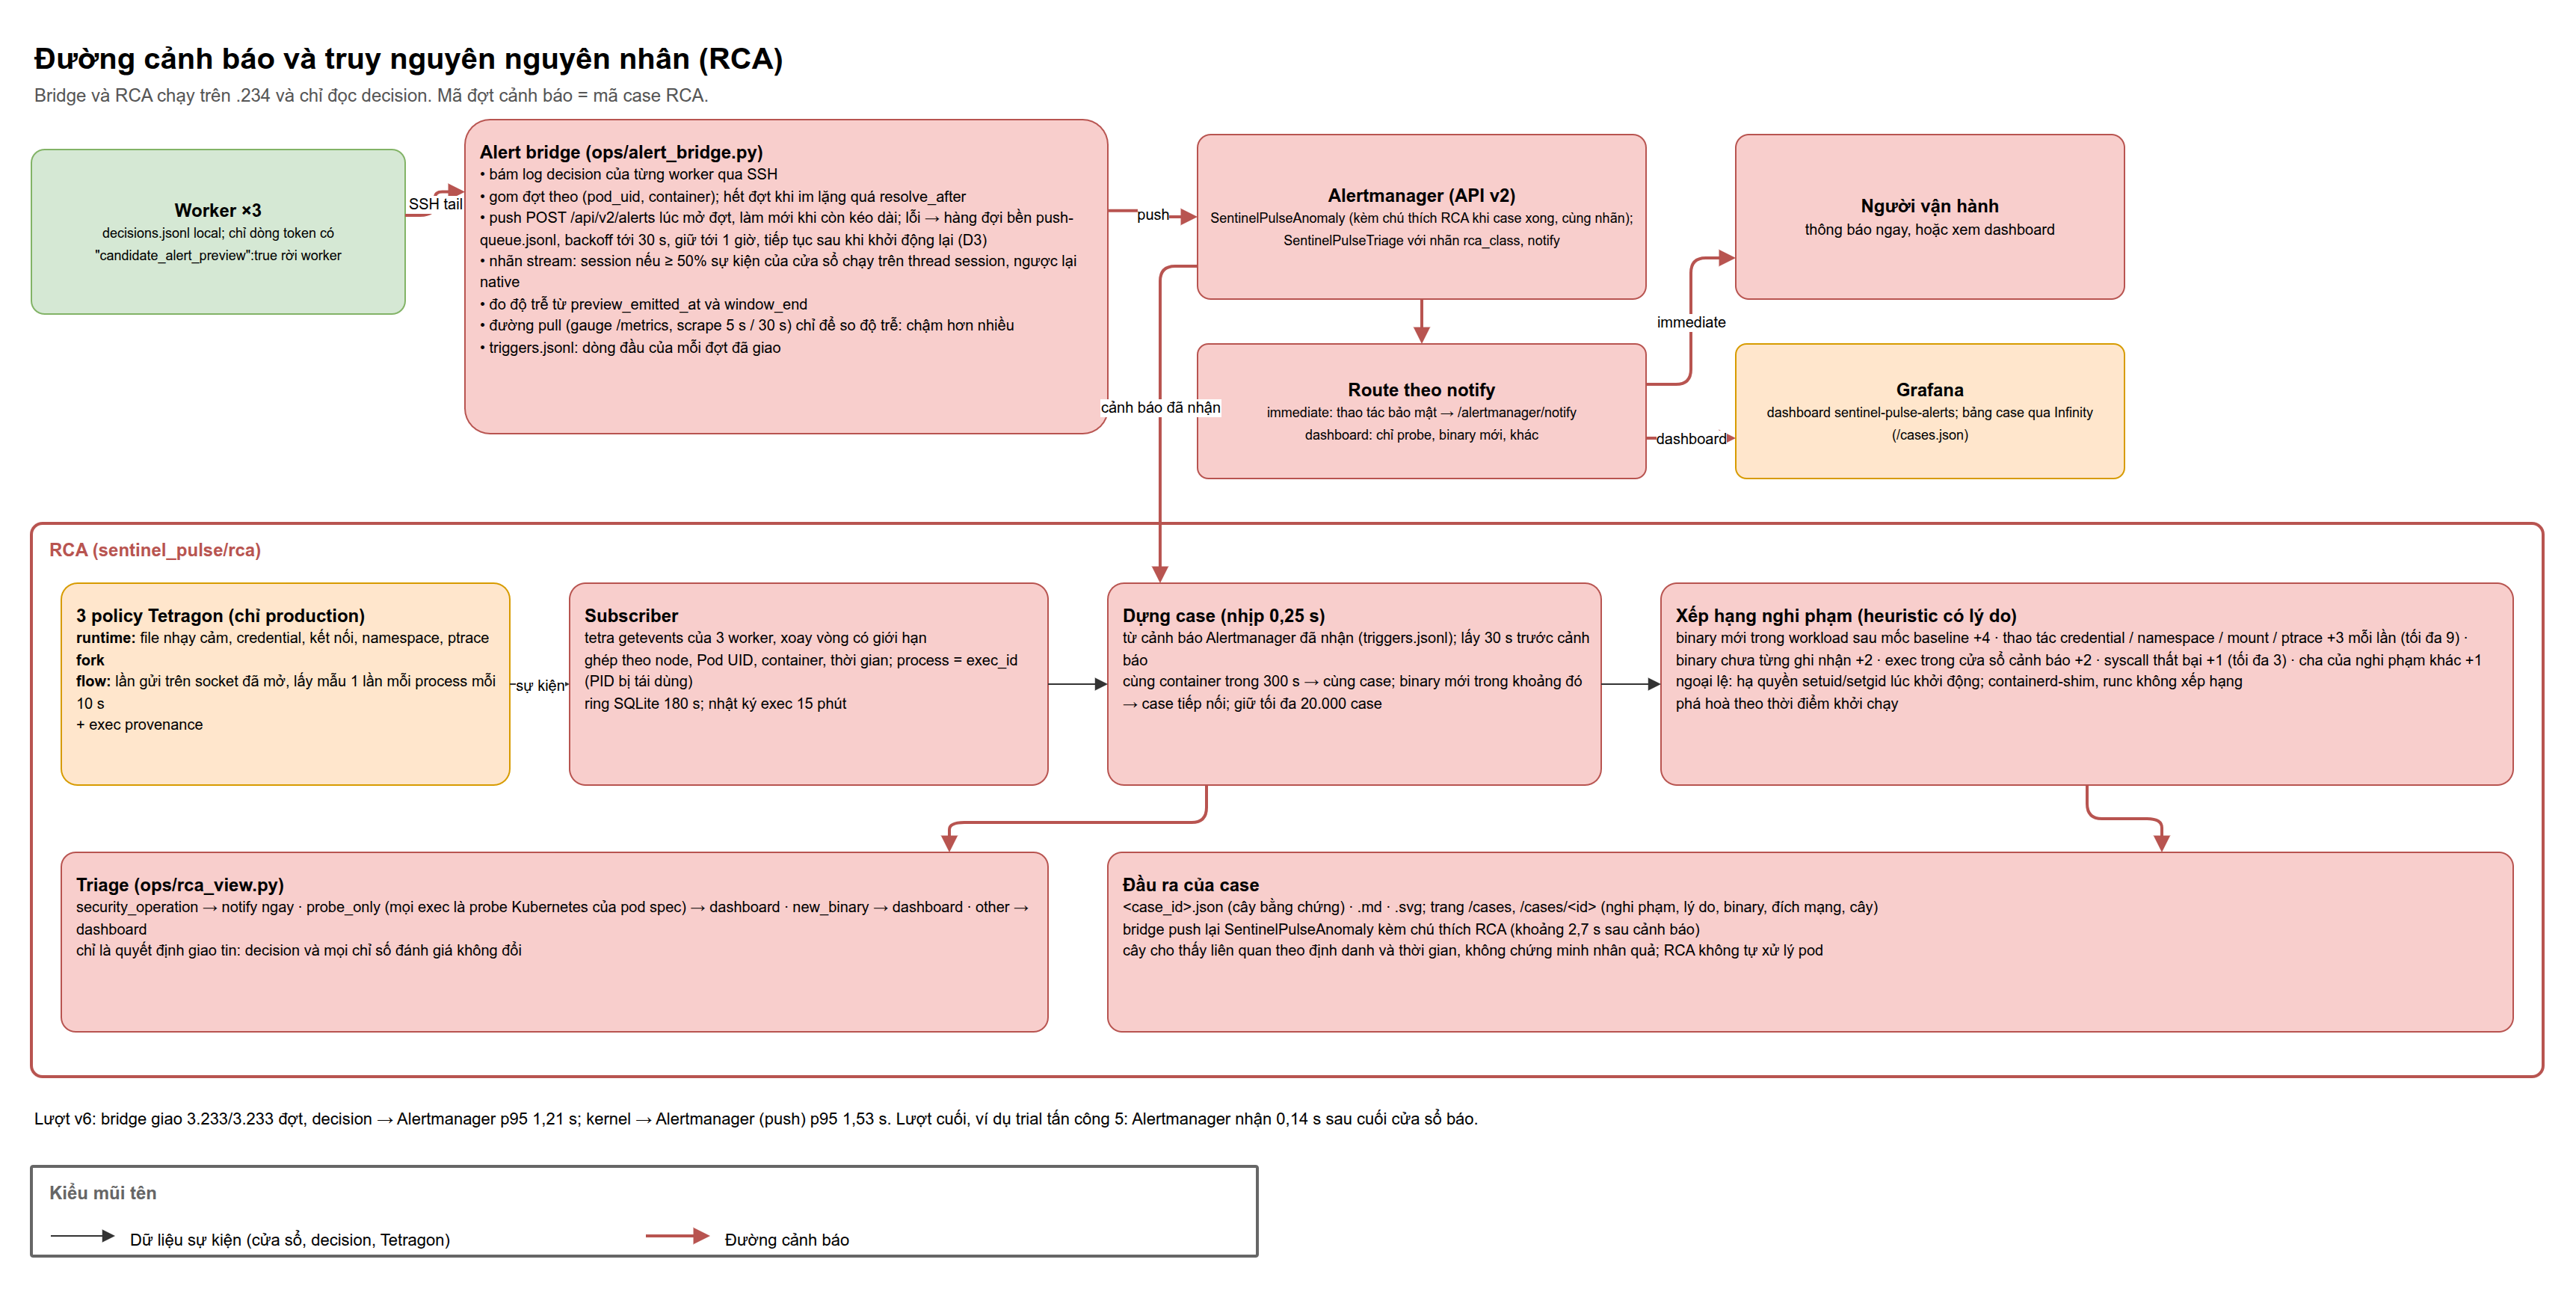 Đường cảnh báo và truy nguyên nguyên nhân (RCA)
Bridge và RCA chạy trên .234 và chỉ đọc decision. Mã đợt cảnh báo = mã case RCA.
Worker ×3
decisions.jsonl local; chỉ dòng token có
"candidate_alert_preview":true rời worker
SSH tail
Alert bridge (ops/alert_bridge.py)
• bám log decision của từng worker qua SSH
• gom đợt theo (pod_uid, container); hết đợt khi im lặng quá resolve_after
• push POST /api/v2/alerts lúc mở đợt, làm mới khi còn kéo dài; lỗi → hàng đợi bền push-
queue.jsonl, backoff tới 30 s, giữ tới 1 giờ, tiếp tục sau khi khởi động lại (D3)
• nhãn stream: session nếu ≥ 50% sự kiện của cửa sổ chạy trên thread session, ngược lại
native
• đo độ trễ từ preview_emitted_at và window_end
• đường pull (gauge /metrics, scrape 5 s / 30 s) chỉ để so độ trễ: chậm hơn nhiều
• triggers.jsonl: dòng đầu của mỗi đợt đã giao
push
Alertmanager (API v2)
SentinelPulseAnomaly (kèm chú thích RCA khi case xong, cùng nhãn);
SentinelPulseTriage với nhãn rca_class, notify
Người vận hành
thông báo ngay, hoặc xem dashboard
immediate
cảnh báo đã nhận
Route theo notify
immediate: thao tác bảo mật → /alertmanager/notify
dashboard: chỉ probe, binary mới, khác
dashboard
Grafana
dashboard sentinel-pulse-alerts; bảng case qua Infinity
(/cases.json)
RCA (sentinel_pulse/rca)
3 policy Tetragon (chỉ production)
runtime: file nhạy cảm, credential, kết nối, namespace, ptrace
fork
flow: lần gửi trên socket đã mở, lấy mẫu 1 lần mỗi process mỗi
10 s
+ exec provenance
sự kiện
Subscriber
tetra getevents của 3 worker, xoay vòng có giới hạn
ghép theo node, Pod UID, container, thời gian; process = exec_id
(PID bị tái dùng)
ring SQLite 180 s; nhật ký exec 15 phút
Dựng case (nhịp 0,25 s)
từ cảnh báo Alertmanager đã nhận (triggers.jsonl); lấy 30 s trước cảnh
báo
cùng container trong 300 s → cùng case; binary mới trong khoảng đó
→ case tiếp nối; giữ tối đa 20.000 case
Xếp hạng nghi phạm (heuristic có lý do)
binary mới trong workload sau mốc baseline +4 · thao tác credential / namespace / mount / ptrace +3 mỗi lần (tối đa 9) ·
binary chưa từng ghi nhận +2 · exec trong cửa sổ cảnh báo +2 · syscall thất bại +1 (tối đa 3) · cha của nghi phạm khác +1
ngoại lệ: hạ quyền setuid/setgid lúc khởi động; containerd-shim, runc không xếp hạng
phá hoà theo thời điểm khởi chạy
Triage (ops/rca_view.py)
security_operation → notify ngay · probe_only (mọi exec là probe Kubernetes của pod spec) → dashboard · new_binary → dashboard · other →
dashboard
chỉ là quyết định giao tin: decision và mọi chỉ số đánh giá không đổi
Đầu ra của case
<case_id>.json (cây bằng chứng) · .md · .svg; trang /cases, /cases/<id> (nghi phạm, lý do, binary, đích mạng, cây)
bridge push lại SentinelPulseAnomaly kèm chú thích RCA (khoảng 2,7 s sau cảnh báo)
cây cho thấy liên quan theo định danh và thời gian, không chứng minh nhân quả; RCA không tự xử lý pod
Lượt v6: bridge giao 3.233/3.233 đợt, decision → Alertmanager p95 1,21 s; kernel → Alertmanager (push) p95 1,53 s. Lượt cuối, ví dụ trial tấn công 5: Alertmanager nhận 0,14 s sau cuối cửa sổ báo.
Kiểu mũi tên
Dữ liệu sự kiện (cửa sổ, decision, Tetragon)
Đường cảnh báo